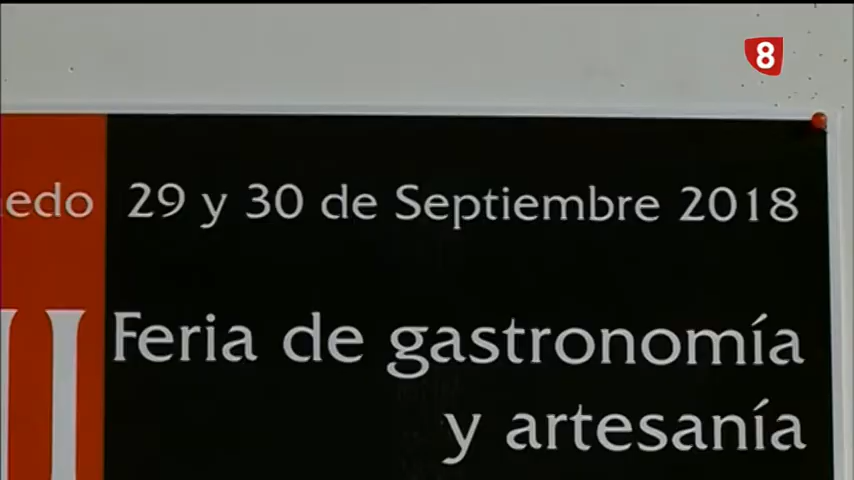 8
edo 29 y 30 de Septiembre 2018
Feria de gastronomía
y artesanía